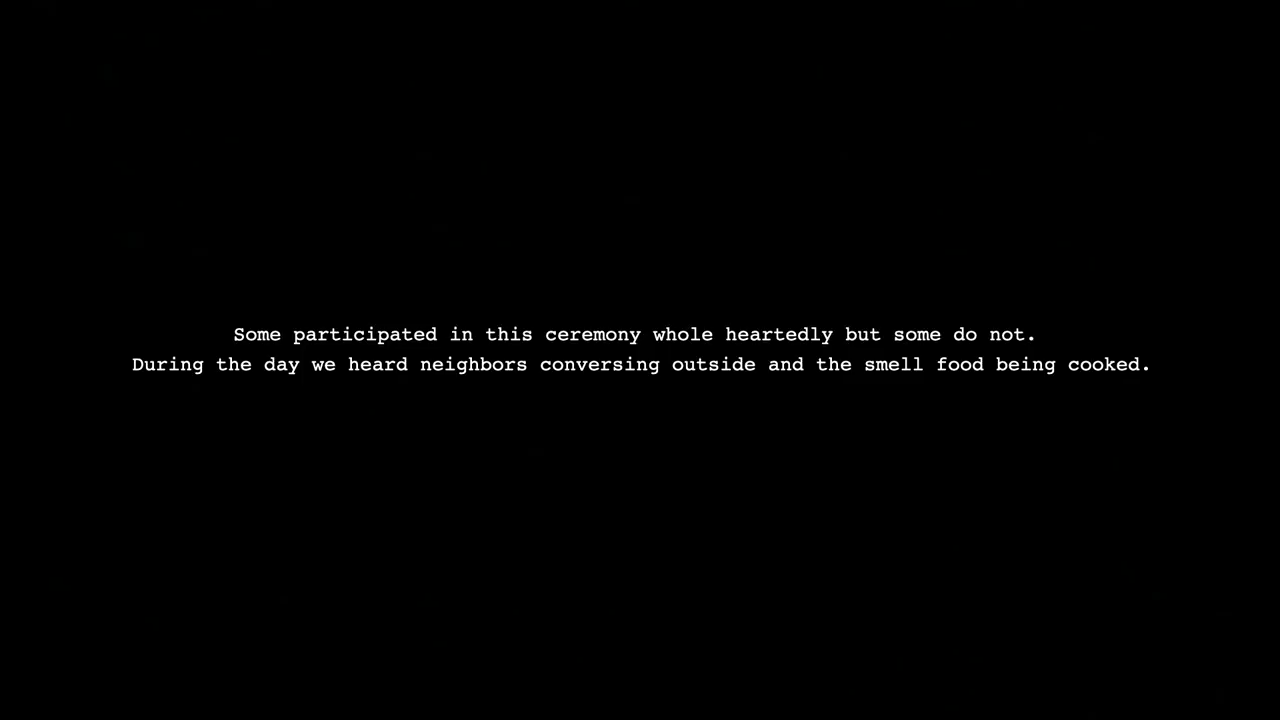 Some participated in this ceremony whole heartedly but some do not.
During the day we heard neighbors conversing outside and the smell food being cooked.